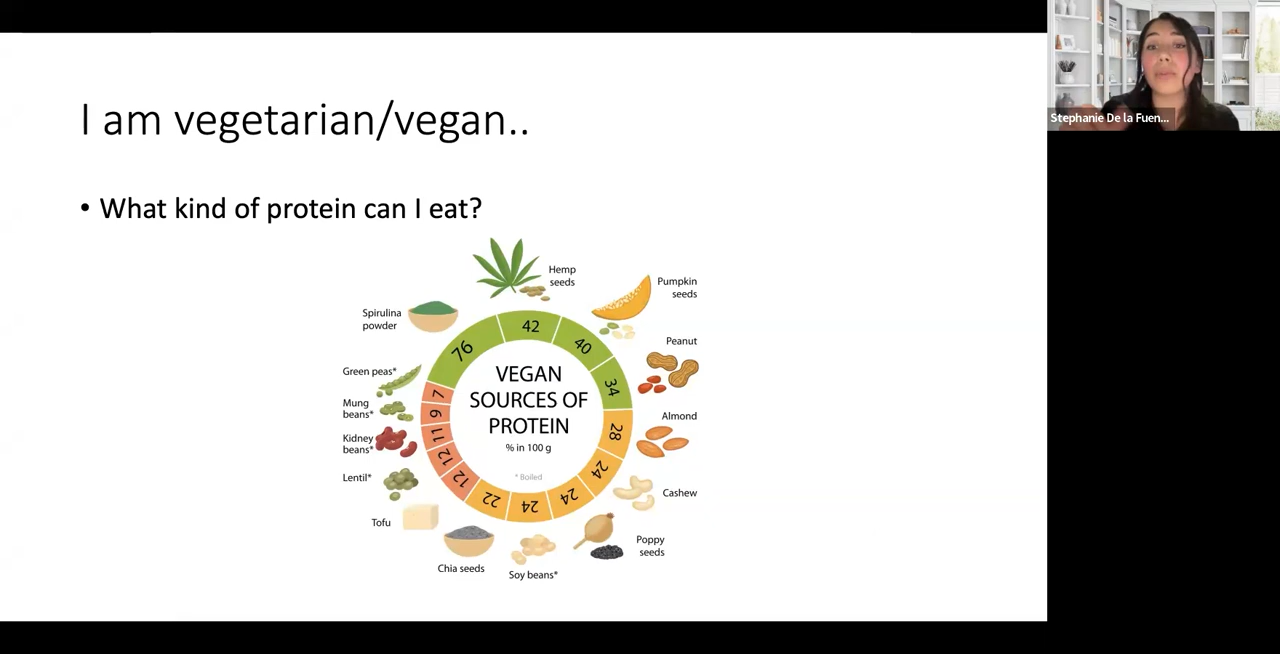 I am vegetarian/vegan..
• What kind of protein can I eat?
Hemp
seeds
Pumpkin
seeds
Spirulina
powder
Peanut
Green peas*
Mung
beans*
Almond
Kidney
beans*
Lentil*
Cashew
Tofu
Poppy
seeds
Chia seeds
Soy beans*
42
40
34
28
24
24
24
22
12
12
11
9
7
76
VEGAN
SOURCES OF
PROTEIN
% in 100 g
* Boiled
Stephanie De la Fuen...